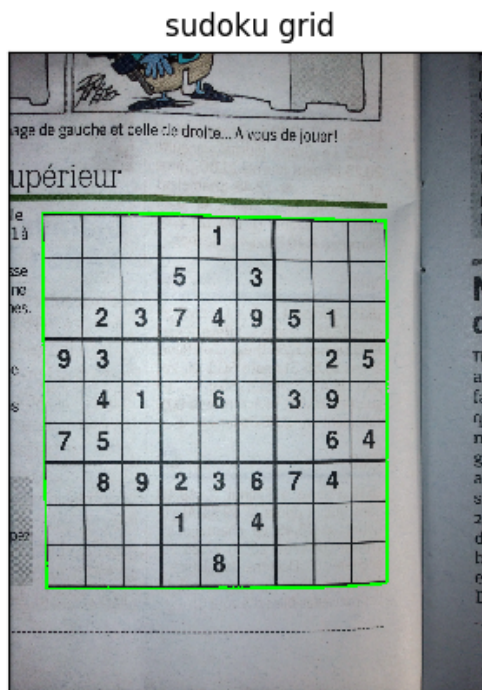 sudoku grid
age de gauche et celle de droite... A vous de jouer!
upérieur
1
5 3
2 3 7 4 9 5 1
9 3 2 5
4 1 6 3 9
7 5 6 4
8 9 2 3 6 7 4
1 4
8